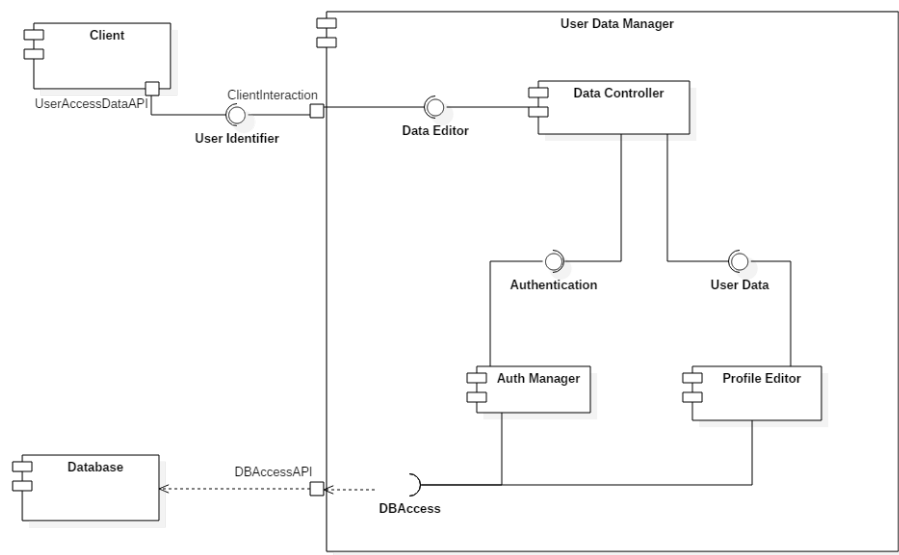 User Data Manager
Client
ClientInteraction
UserAccessDataAPI
User Identifier
Data Editor
Data Controller
Authentication
User Data
Auth Manager
Profile Editor
Database
DBAccessAPI
DBAccess